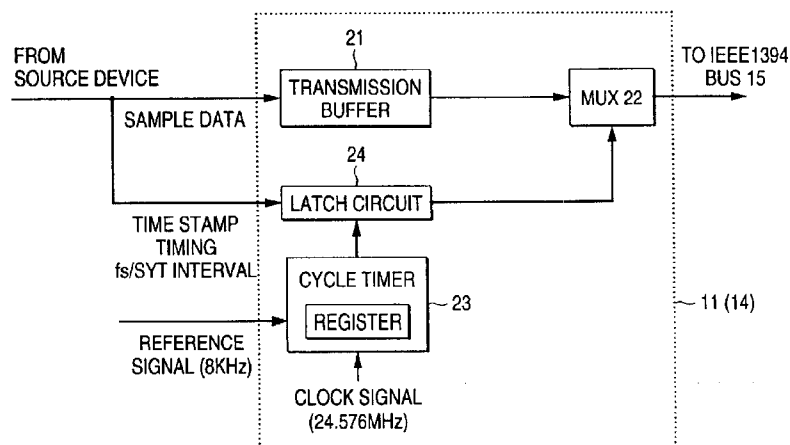 FROM
SOURCE DEVICE
SAMPLE DATA
21
TRANSMISSION
BUFFER
MUX 22
TO IEEE1394
BUS 15
24
LATCH CIRCUIT
TIME STAMP
TIMING
fs/SYT INTERVAL
CYCLE TIMER
REGISTER
23
11 (14)
REFERENCE
SIGNAL (8KHz)
CLOCK SIGNAL
(24.576MHz)